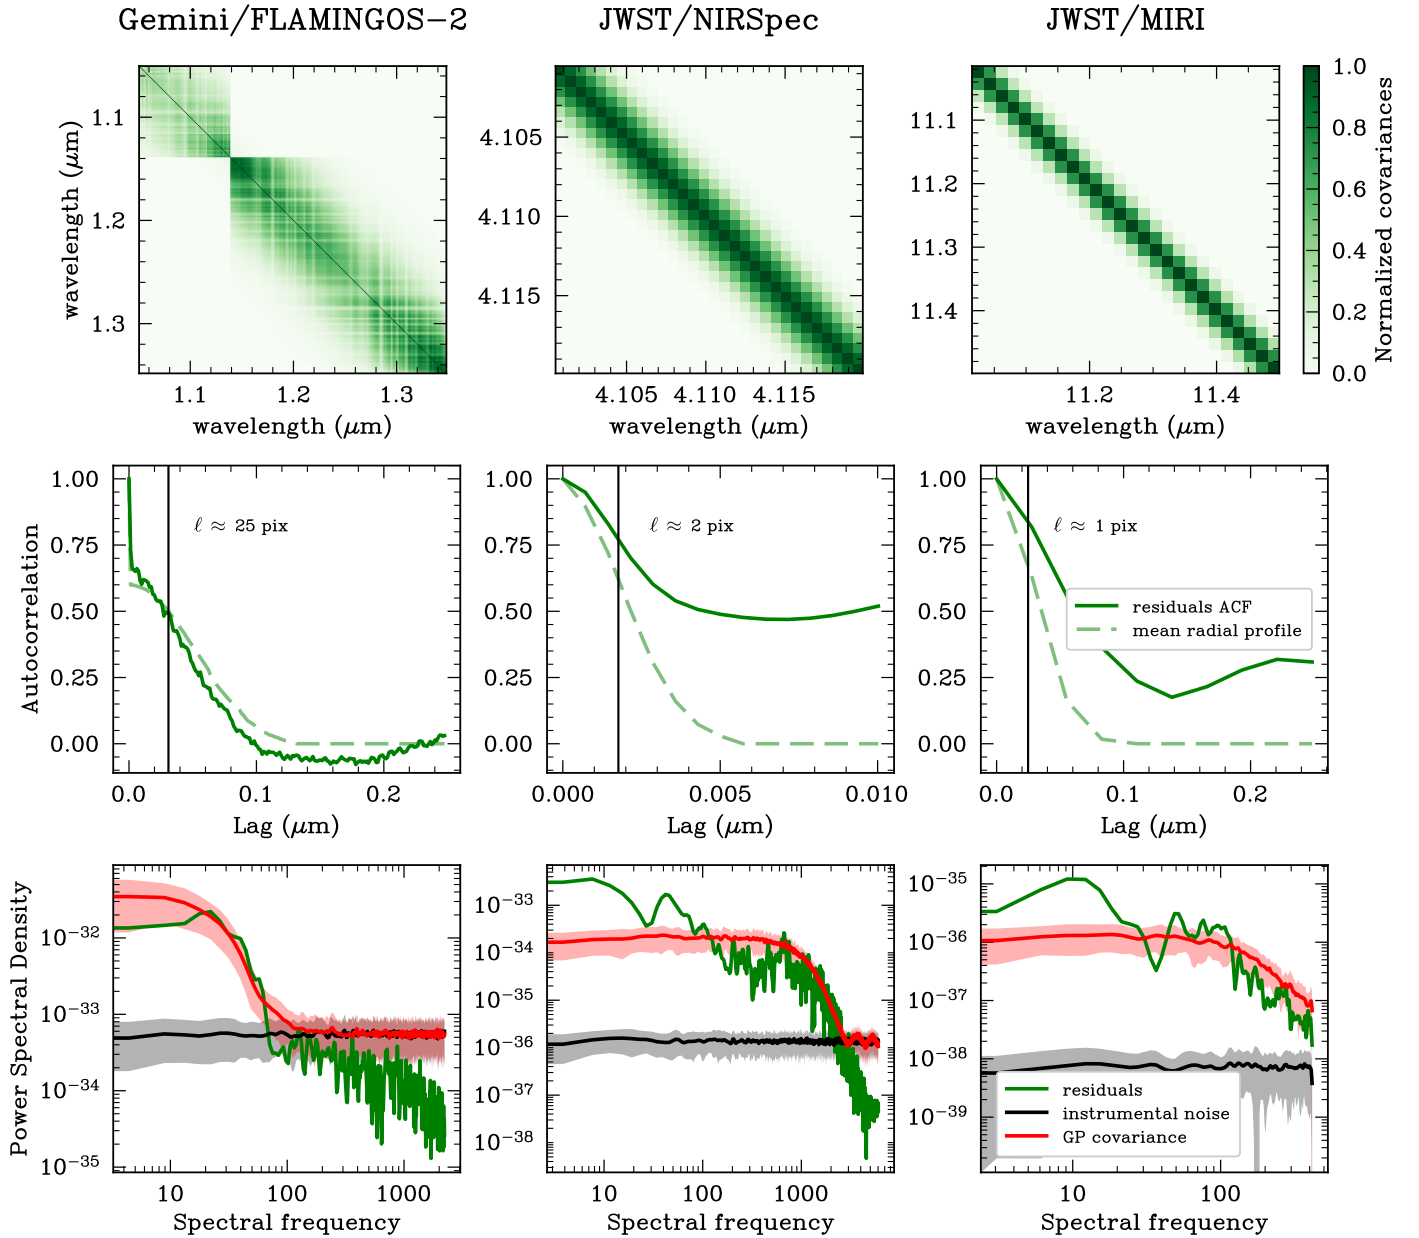 Gemini/FLAMINGOS−2 JWST/NIRSpec JWST/MIRI
wavelength (μm)
1.1
1.2
1.3
1.1 1.2 1.3
wavelength (μm)
4.105
4.110
4.115
4.105 4.110 4.115
wavelength (μm)
11.1
11.2
11.3
11.4
11.2 11.4
wavelength (μm)
1.0
0.8
0.6
0.4
0.2
0.0
Normalized covariances
Autocorrelation
1.00
0.75
0.50
0.25
0.00
ℓ ≈ 25 pix
0.0 0.1 0.2
Lag (μm)
1.00
0.75
0.50
0.25
0.00
ℓ ≈ 2 pix
0.000 0.005 0.010
Lag (μm)
1.00
0.75
0.50
0.25
0.00
ℓ ≈ 1 pix
residuals ACF
mean radial profile
0.0 0.1 0.2
Lag (μm)
Power Spectral Density
10⁻³²
10⁻³³
10⁻³⁴
10⁻³⁵
10 100 1000
Spectral frequency
10⁻³³
10⁻³⁴
10⁻³⁵
10⁻³⁶
10⁻³⁷
10⁻³⁸
10 100 1000
Spectral frequency
10⁻³⁵
10⁻³⁶
10⁻³⁷
10⁻³⁸
10⁻³⁹
residuals
instrumental noise
GP covariance
10 100
Spectral frequency